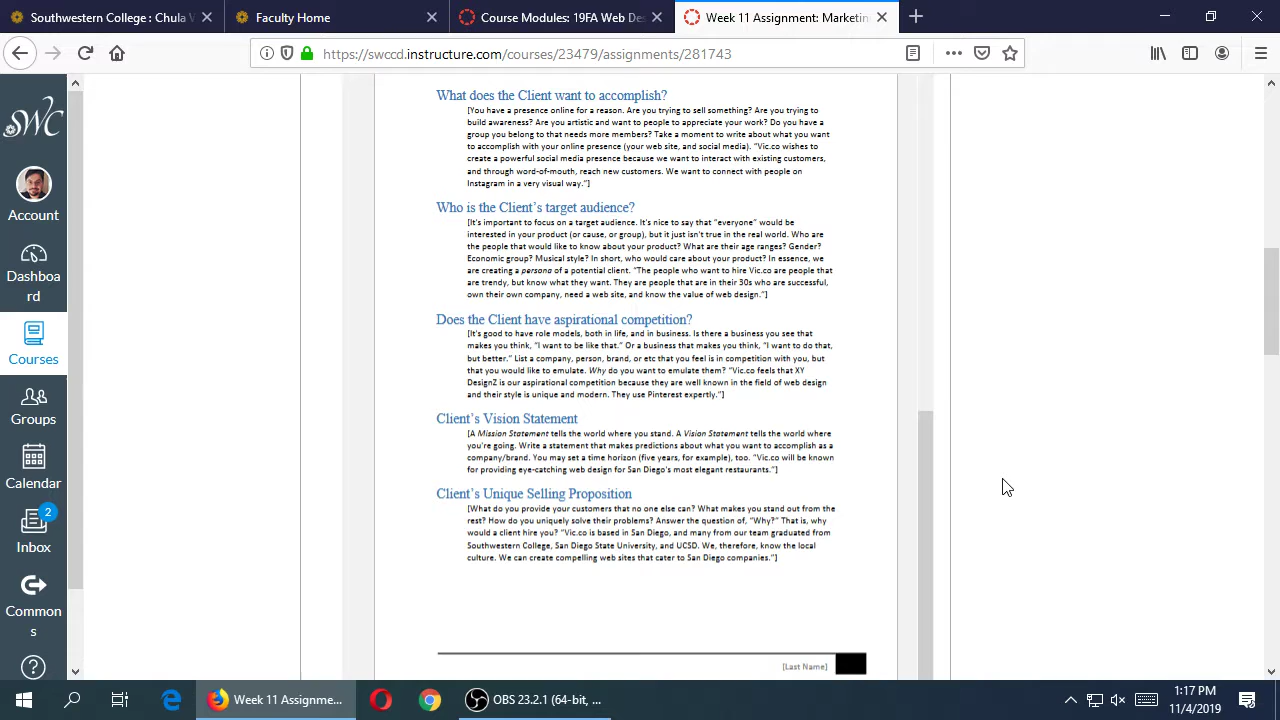 Southwestern College : Chula V
Faculty Home
Course Modules: 19FA Web De
Week 11 Assignment: Marketin
https://swccd.instructure.com/courses/23479/assignments/281743
SWC
Account
Dashboa
rd
Courses
Groups
Calendar
2
Inbox
Common
s
What does the Client want to accomplish?
[You have a presence online for a reason. Are you trying to sell something? Are you trying to
build awareness? Are you artistic and want to people to appreciate your work? Do you have a
group you belong to that needs more members? Take a moment to write about what you want
to accomplish with your online presence (your web site, and social media). "Vic.co wishes to
create a powerful social media presence because we want to interact with existing customers,
and through word-of-mouth, reach new customers. We want to connect with people on
Instagram in a very visual way."]
Who is the Client's target audience?
[It's important to focus on a target audience. It's nice to say that "everyone" would be
interested in your product (or cause, or group), but it just isn't true in the real world. Who are
the people that would like to know about your product? What are their age ranges? Gender?
Economic group? Musical style? In short, who would care about your product? In essence, we
are creating a persona of a potential client. "The people who want to hire Vic.co are people that
are trendy, but know what they want. They are people that are in their 30s who are successful,
own their own company, need a web site, and know the value of web design."]
Does the Client have aspirational competition?
[It's good to have role models, both in life, and in business. Is there a business you see that
makes you think, "I want to be like that." Or a business that makes you think, "I want to do that,
but better." List a company, person, brand, or etc that you feel is in competition with you, but
that you would like to emulate. Why do you want to emulate them? "Vic.co feels that XY
DesignZ is our aspirational competition because they are well known in the field of web design
and their style is unique and modern. They use Pinterest expertly."]
Client's Vision Statement
[A Mission Statement tells the world where you stand. A Vision Statement tells the world where
you're going. Write a statement that makes predictions about what you want to accomplish as a
company/brand. You may set a time horizon (five years, for example), too. "Vic.co will be known
for providing eye-catching web design for San Diego's most elegant restaurants."]
Client's Unique Selling Proposition
[What do you provide your customers that no one else can? What makes you stand out from the
rest? How do you uniquely solve their problems? Answer the question of, "Why?" That is, why
would a client hire you? "Vic.co is based in San Diego, and many from our team graduated from
Southwestern College, San Diego State University, and UCSD. We, therefore, know the local
culture. We can create compelling web sites that cater to San Diego companies."]
[Last Name]
Week 11 Assignme...
OBS 23.2.1 (64-bit, ...
1:17 PM
11/4/2019